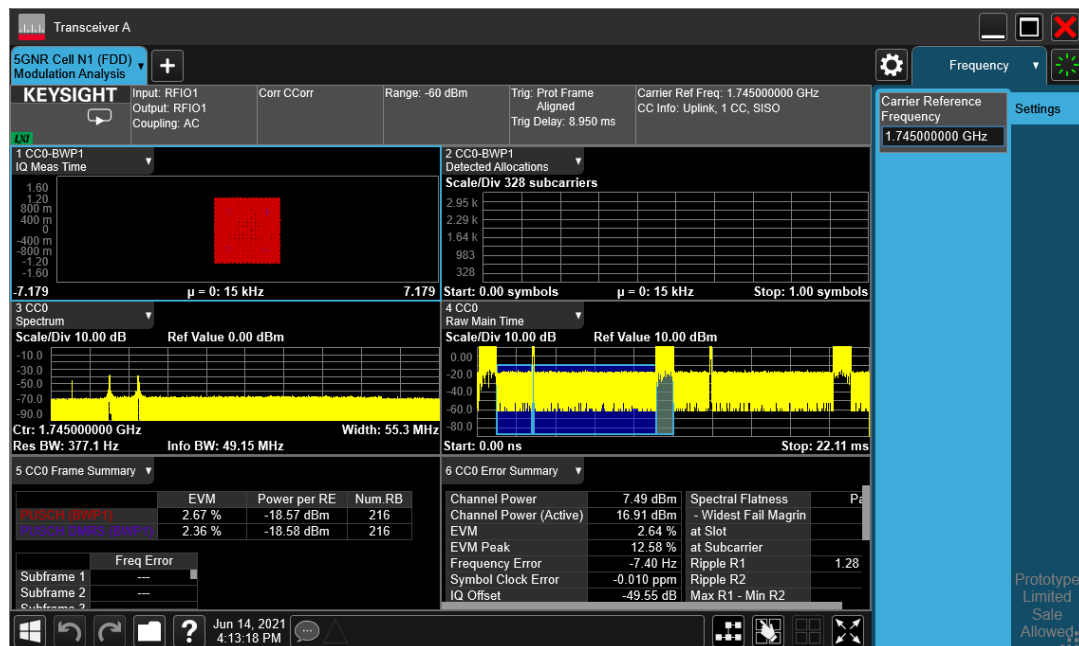 Transceiver A
5GNR Cell N1 (FDD)
Modulation Analysis
+
Frequency
KEYSIGHT
LXI
Input: RFIO1
Output: RFIO1
Coupling: AC
Corr CCorr
Range: -60 dBm
Trig: Prot Frame
Aligned
Trig Delay: 8.950 ms
Carrier Ref Freq: 1.745000000 GHz
CC Info: Uplink, 1 CC, SISO
Carrier Reference
Frequency
1.745000000 GHz
Settings
1 CC0-BWP1
IQ Meas Time
1.60
1.20
800 m
400 m
0
-400 m
-800 m
-1.20
-1.60
-7.179 µ = 0: 15 kHz 7.179
2 CC0-BWP1
Detected Allocations
Scale/Div 328 subcarriers
2.95 k
2.29 k
1.64 k
983
328
Start: 0.00 symbols µ = 0: 15 kHz Stop: 1.00 symbols
3 CC0
Spectrum
Scale/Div 10.00 dB Ref Value 0.00 dBm
-10.0
-30.0
-50.0
-70.0
-90.0
Ctr: 1.745000000 GHz Width: 55.3 MHz
Res BW: 377.1 Hz Info BW: 49.15 MHz
4 CC0
Raw Main Time
Scale/Div 10.00 dB Ref Value 10.00 dBm
0.00
-20.0
-40.0
-60.0
-80.0
Start: 0.00 ns Stop: 22.11 ms
5 CC0 Frame Summary
EVM Power per RE Num.RB
PUSCH (BWP1) 2.67 % -18.57 dBm 216
PUSCH DMRS (BWP1) 2.36 % -18.58 dBm 216
Freq Error
Subframe 1 ---
Subframe 2 ---
Subframe 3
6 CC0 Error Summary
Channel Power 7.49 dBm Spectral Flatness Pa
Channel Power (Active) 16.91 dBm - Widest Fail Magrin
EVM 2.64 % at Slot
EVM Peak 12.58 % at Subcarrier
Frequency Error -7.40 Hz Ripple R1 1.28
Symbol Clock Error -0.010 ppm Ripple R2
IQ Offset -49.55 dB Max R1 - Min R2
Prototype
Limited
Sale
Allowed
?
Jun 14, 2021
4:13:18 PM